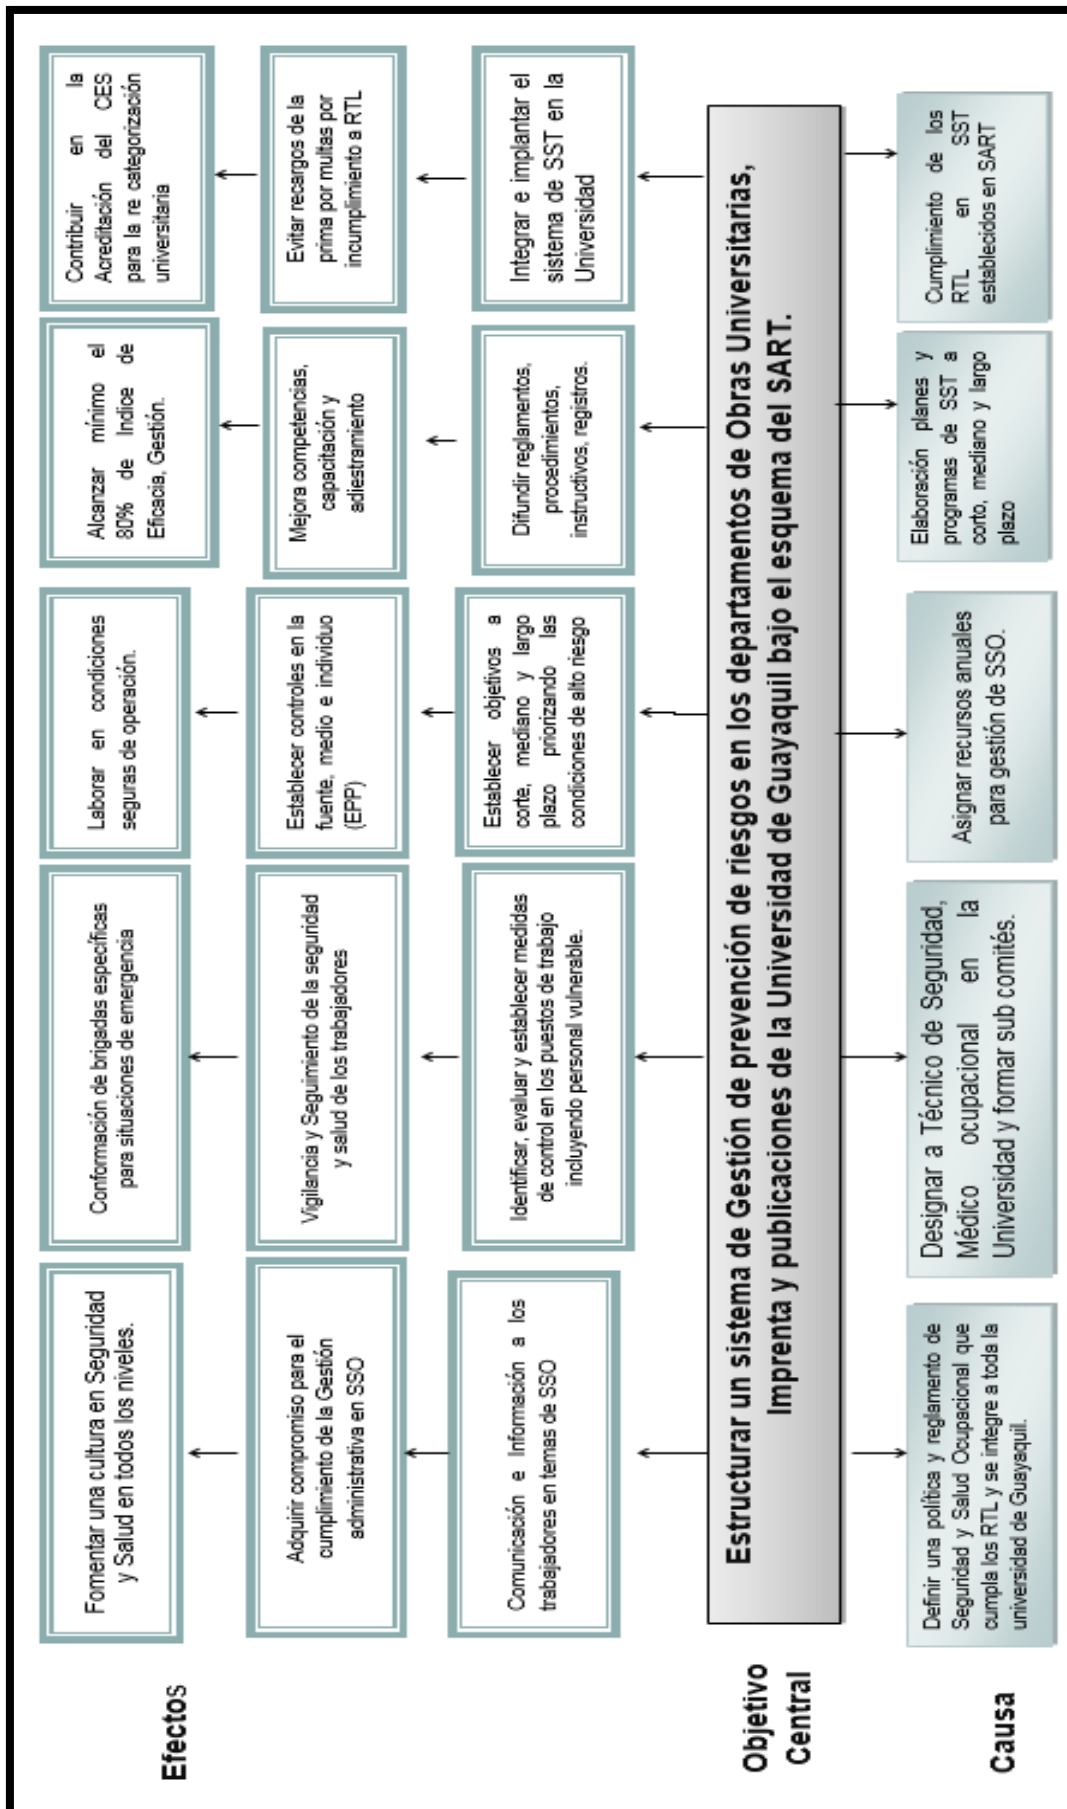 Efectos
Fomentar una cultura en Seguridad
y Salud en todos los niveles.
Conformación de brigadas específicas
para situaciones de emergencia
Laborar en condiciones
seguras de operación.
Alcanzar mínimo el
80% de Indice de
Eficacia, Gestión.
Contribuir en la
Acreditación del CES
para la re categorización
universitaria
Adquirir compromiso para el
cumplimiento de la Gestión
administrativa en SSO
Vigilancia y Seguimiento de la seguridad
y salud de los trabajadores
Establecer controles en la
fuente, medio e individuo
(EPP)
Mejora competencias,
capacitación y
adiestramiento
Evitar recargos de la
prima por multas por
incumplimiento a RTL
Comunicación e Información a los
trabajadores en temas de SSO
Identificar, evaluar y establecer medidas
de control en los puestos de trabajo
incluyendo personal vulnerable.
Establecer objetivos a
corte, mediano y largo
plazo priorizando las
condiciones de alto riesgo
Difundir reglamentos,
procedimientos,
instructivos, registros.
Integrar e implantar el
sistema de SST en la
Universidad
Objetivo
Central
Estructurar un sistema de Gestión de prevención de riesgos en los departamentos de Obras Universitarias,
Imprenta y publicaciones de la Universidad de Guayaquil bajo el esquema del SART.
Causa
Definir una política y reglamento de
Seguridad y Salud Ocupacional que
cumpla los RTL y se integre a toda la
universidad de Guayaquil.
Designar a Técnico de Seguridad,
Médico ocupacional en la
Universidad y formar sub comités.
Asignar recursos anuales
para gestión de SSO.
Elaboración planes y
programas de SST a
corto, mediano y largo
plazo
Cumplimiento de los
RTL en SST
establecidos en SART